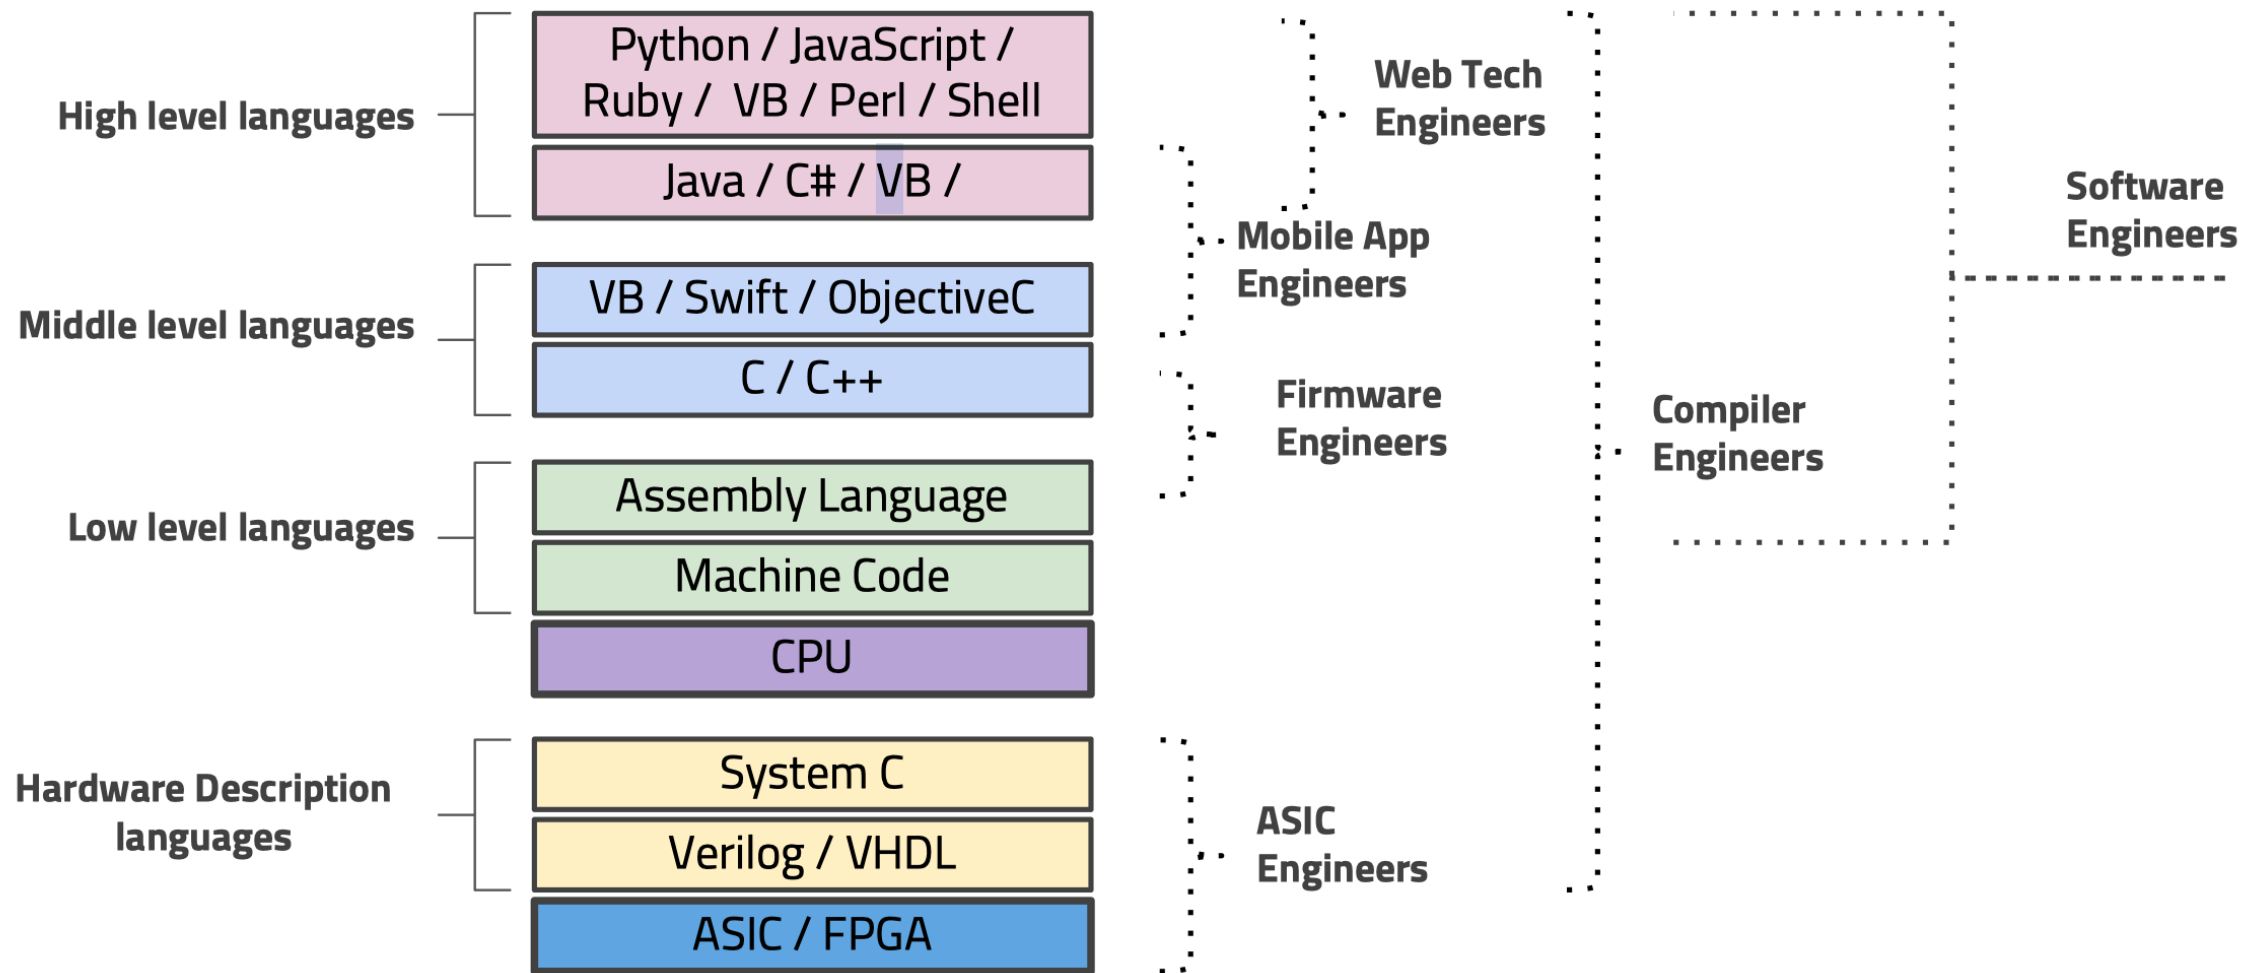 High level languages
Python / JavaScript /
Ruby / VB / Perl / Shell
Java / C# / VB /
Middle level languages
VB / Swift / ObjectiveC
C / C++
Low level languages
Assembly Language
Machine Code
CPU
Hardware Description
languages
System C
Verilog / VHDL
ASIC / FPGA
Web Tech
Engineers
Mobile App
Engineers
Firmware
Engineers
ASIC
Engineers
Compiler
Engineers
Software
Engineers